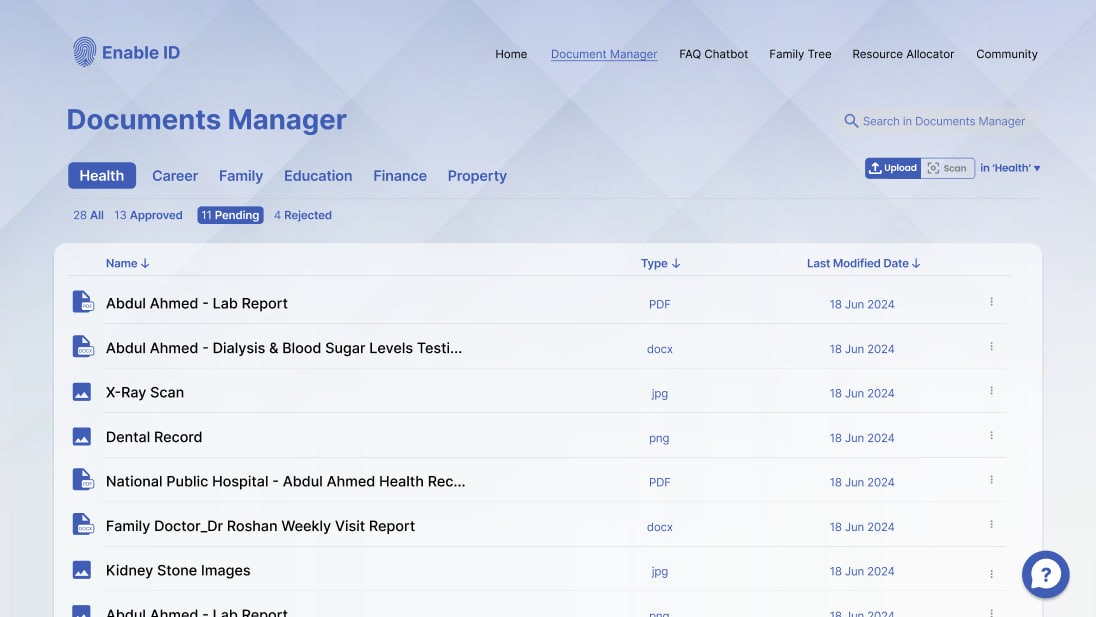 Enable ID
Home Document Manager FAQ Chatbot Family Tree Resource Allocator Community
Documents Manager
Search in Documents Manager
Health Career Family Education Finance Property
Upload Scan in 'Health'
28 All 13 Approved 11 Pending 4 Rejected
Name Type Last Modified Date
PDF Abdul Ahmed - Lab Report PDF 18 Jun 2024
DOCX Abdul Ahmed - Dialysis & Blood Sugar Levels Testi... docx 18 Jun 2024
X-Ray Scan jpg 18 Jun 2024
Dental Record png 18 Jun 2024
PDF National Public Hospital - Abdul Ahmed Health Rec... PDF 18 Jun 2024
DOCX Family Doctor_Dr Roshan Weekly Visit Report docx 18 Jun 2024
Kidney Stone Images jpg 18 Jun 2024
?
Abdul Ahmed - Lab Report png 18 Jun 2024